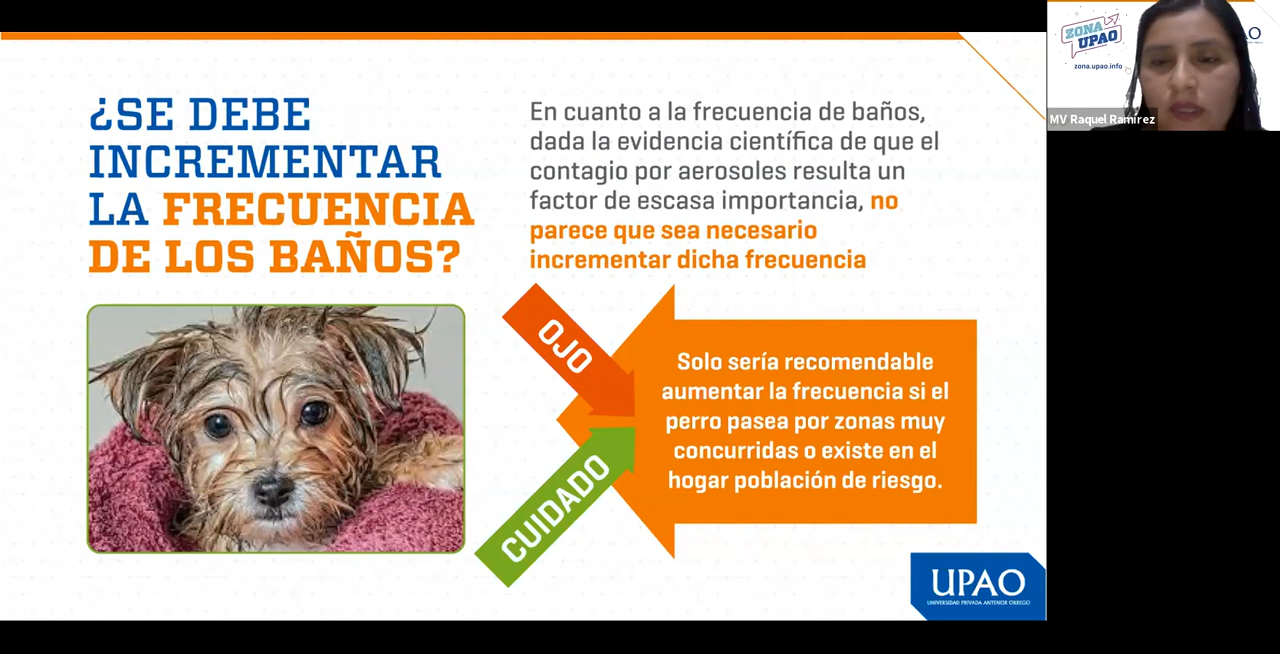 ¿SE DEBE
INCREMENTAR
LA FRECUENCIA
DE LOS BAÑOS?
En cuanto a la frecuencia de baños,
dada la evidencia científica de que el
contagio por aerosoles resulta un
factor de escasa importancia, no
parece que sea necesario
incrementar dicha frecuencia
OJO
CUIDADO
Solo sería recomendable
aumentar la frecuencia si el
perro pasea por zonas muy
concurridas o existe en el
hogar población de riesgo.
UPAO
UNIVERSIDAD PRIVADA ANTENOR ORREGO
ZONA
UPAO
zona.upao.info
MV Raquel Ramírez